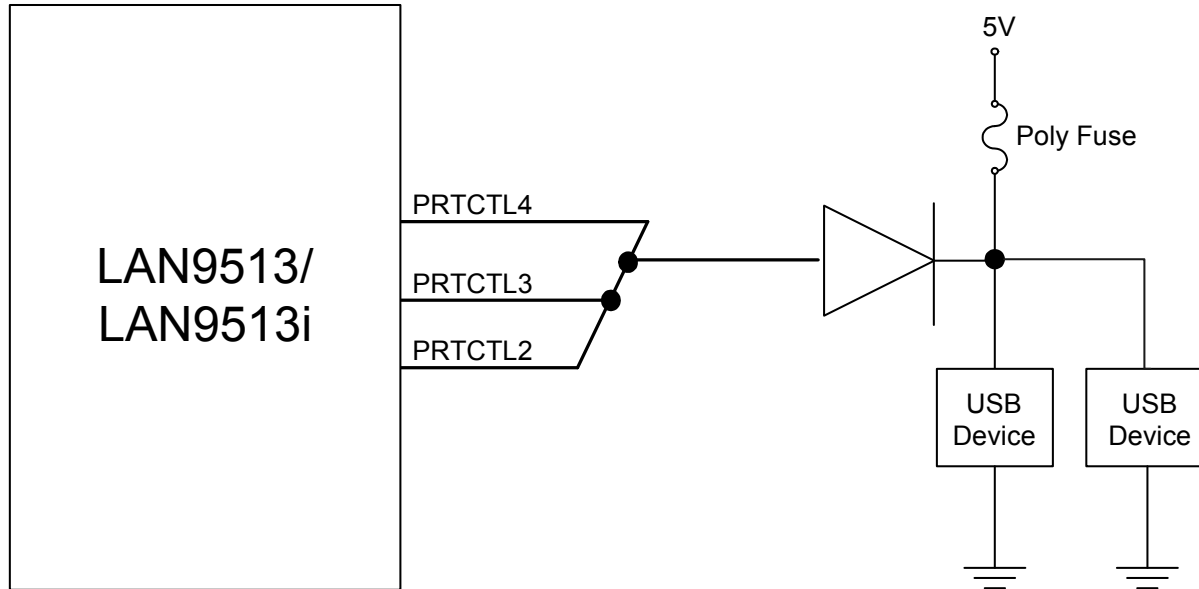 5V
Poly Fuse
PRTCTL4
LAN9513/
LAN9513i
PRTCTL3
PRTCTL2
USB
Device
USB
Device